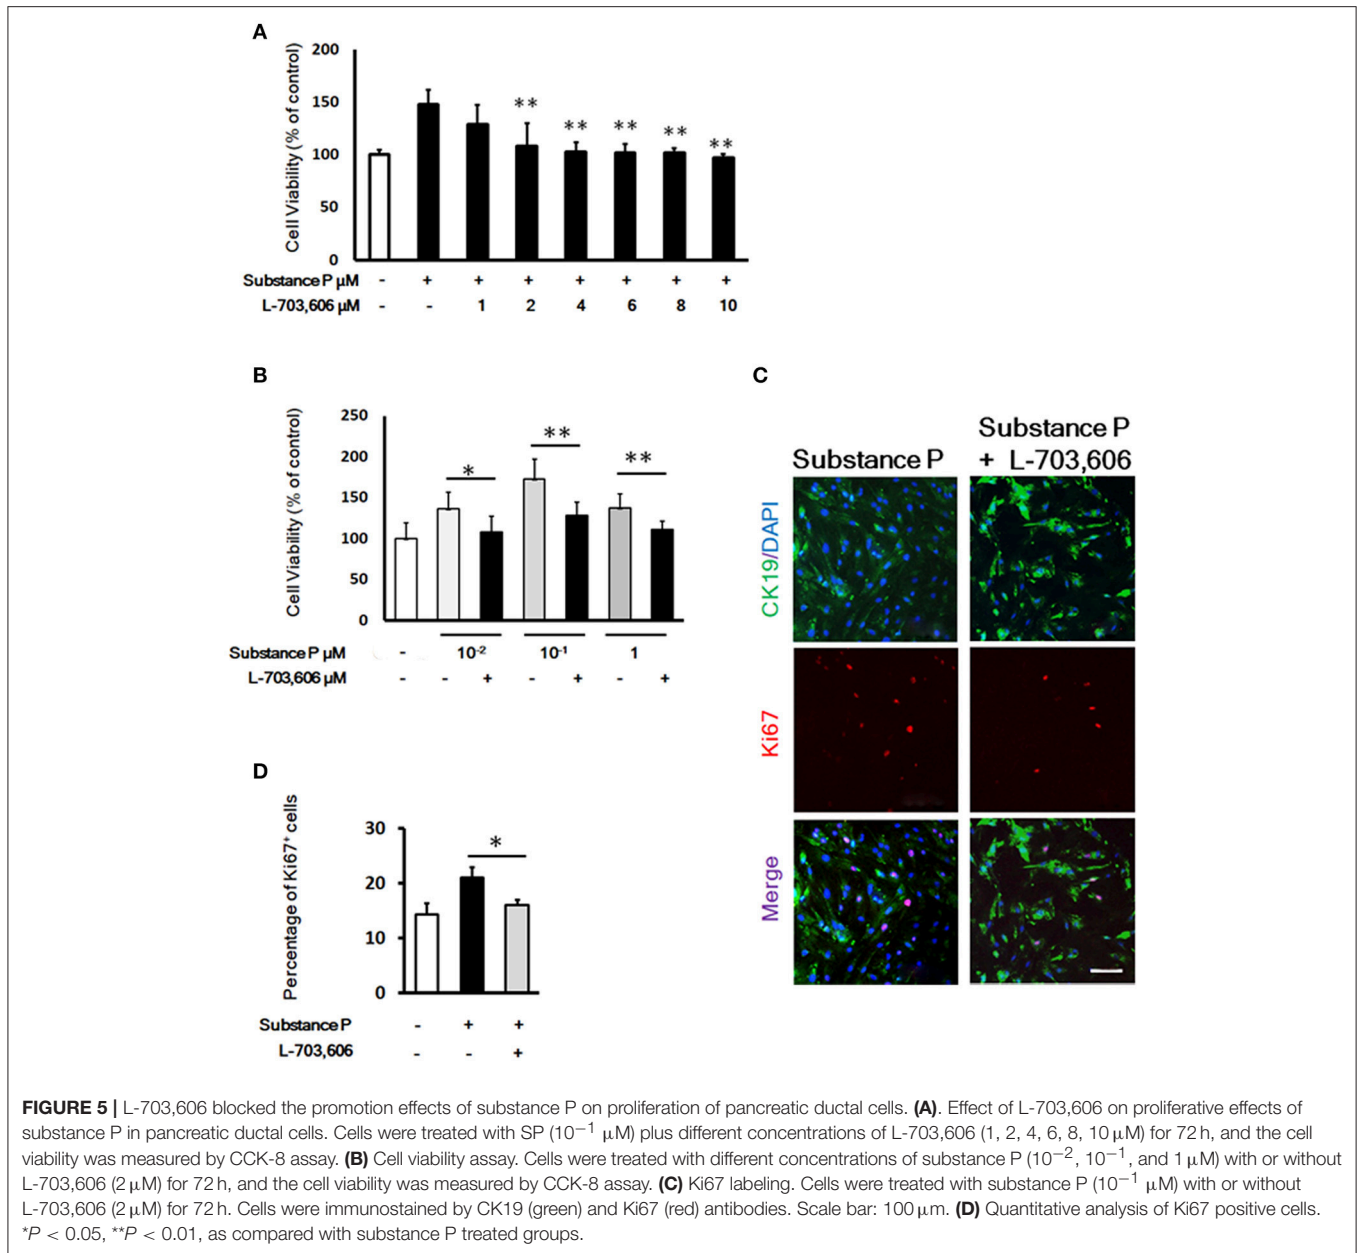 A
200
150
100
50
0
Cell Viability (% of control)
** ** ** ** **
Substance P μM - + + + + + + +
L-703,606 μM - - 1 2 4 6 8 10
B
250
200
150
100
50
0
Cell Viability (% of control)
* ** **
Substance P μM - 10⁻² 10⁻¹ 1
L-703,606 μM - - + - + - +
C
Substance P
Substance P
+ L-703,606
CK19/DAPI
Ki67
Merge
D
30
20
10
0
Percentage of Ki67⁺ cells
*
Substance P - + +
L-703,606 - - +
FIGURE 5 | L-703,606 blocked the promotion effects of substance P on proliferation of pancreatic ductal cells. (A). Effect of L-703,606 on proliferative effects of
substance P in pancreatic ductal cells. Cells were treated with SP (10⁻¹ μM) plus different concentrations of L-703,606 (1, 2, 4, 6, 8, 10 μM) for 72 h, and the cell
viability was measured by CCK-8 assay. (B) Cell viability assay. Cells were treated with different concentrations of substance P (10⁻², 10⁻¹, and 1 μM) with or without
L-703,606 (2 μM) for 72 h, and the cell viability was measured by CCK-8 assay. (C) Ki67 labeling. Cells were treated with substance P (10⁻¹ μM) with or without
L-703,606 (2 μM) for 72 h. Cells were immunostained by CK19 (green) and Ki67 (red) antibodies. Scale bar: 100 μm. (D) Quantitative analysis of Ki67 positive cells.
*P < 0.05, **P < 0.01, as compared with substance P treated groups.